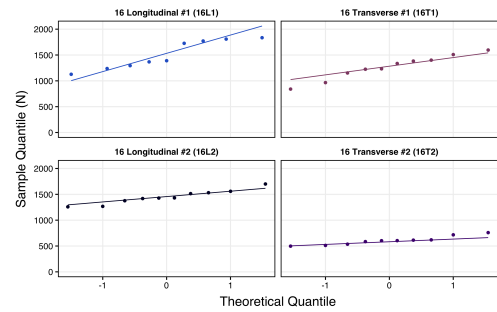 16 Longitudinal #1 (16L1)
16 Transverse #1 (16T1)
2000
1500
1000
500
0
16 Longitudinal #2 (16L2)
16 Transverse #2 (16T2)
2000
1500
1000
500
0
-1
0
1
-1
0
1
Sample Quantile (N)
Theoretical Quantile